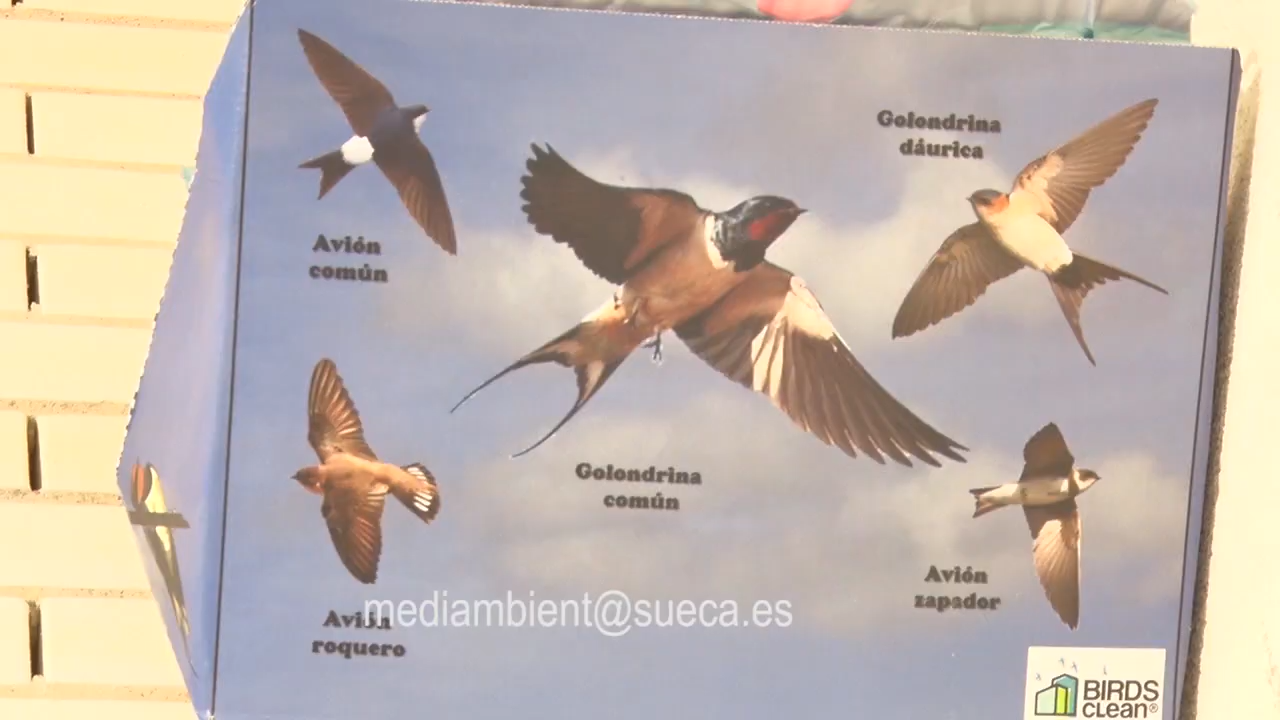 Golondrina
dáurica
Avión
común
Golondrina
común
Avión
zapador
Avión
roquero
mediambient@sueca.es
BIRDS
CLEAN®